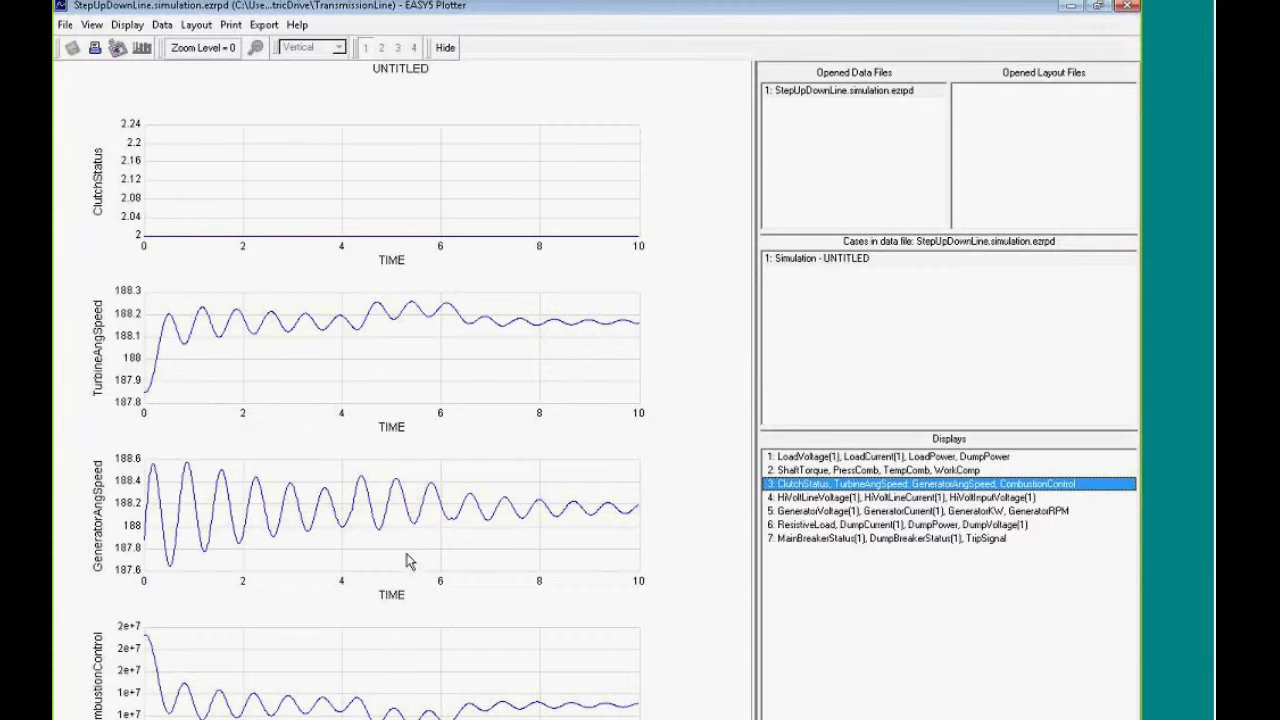 StepUpDownLine.simulation.ezrpd (C:\Use...tricDrive\TransmissionLine) - EASY5 Plotter
File View Display Data Layout Print Export Help
Zoom Level = 0 Vertical 1 2 3 4 Hide
UNTITLED
ClutchStatus
2.24
2.2
2.16
2.12
2.08
2.04
2
0 2 4 6 8 10
TIME
TurbineAngSpeed
188.3
188.2
188.1
188
187.9
187.8
0 2 4 6 8 10
TIME
GeneratorAngSpeed
188.6
188.4
188.2
188
187.8
187.6
0 2 4 6 8 10
TIME
mbustionControl
2e+7
2e+7
2e+7
1e+7
1e+7
Opened Data Files
1: StepUpDownLine.simulation.ezrpd
Opened Layout Files
Cases in data file: StepUpDownLine.simulation.ezrpd
1: Simulation - UNTITLED
Displays
1: LoadVoltage(1), LoadCurrent(1), LoadPower, DumpPower
2: ShaftTorque, PressComb, TempComb, WorkComp
3: ClutchStatus, TurbineAngSpeed, GeneratorAngSpeed, CombustionControl
4: HiVoltLineVoltage(1), HiVoltLineCurrent(1), HiVoltInputVoltage(1)
5: GeneratorVoltage(1), GeneratorCurrent(1), GeneratorKW, GeneratorRPM
6: ResistiveLoad, DumpCurrent(1), DumpPower, DumpVoltage(1)
7: MainBreakerStatus(1), DumpBreakerStatus(1), TripSignal